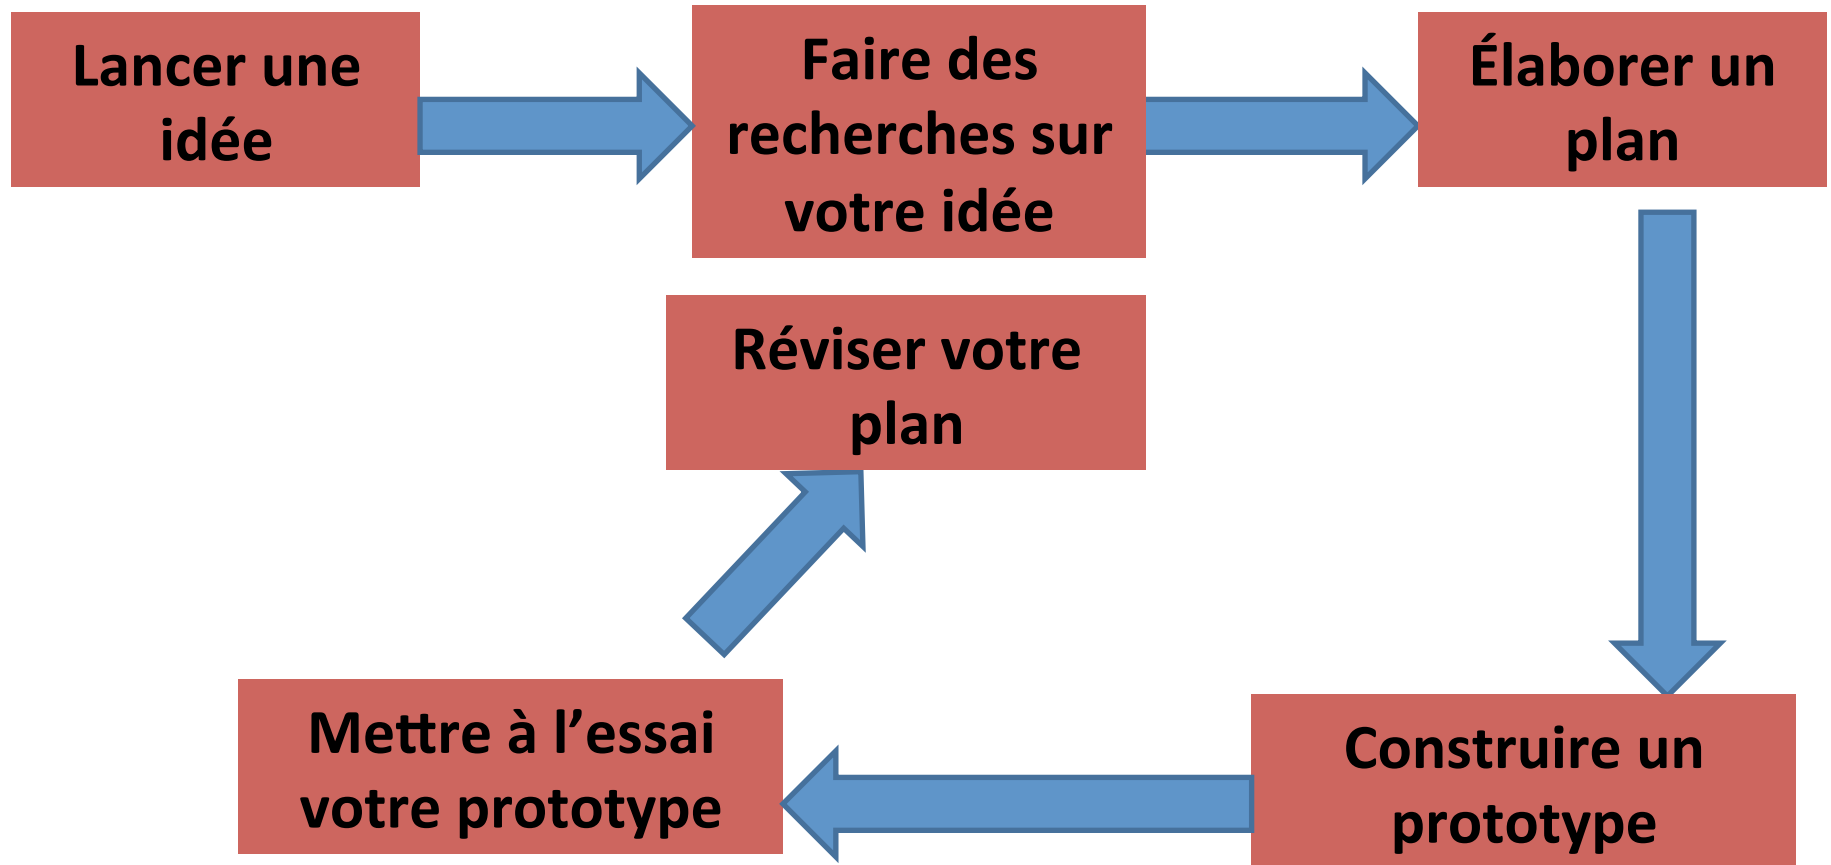 Lancer une
idée
Faire des
recherches sur
votre idée
Élaborer un
plan
Construire un
prototype
Mettre à l’essai
votre prototype
Réviser votre
plan